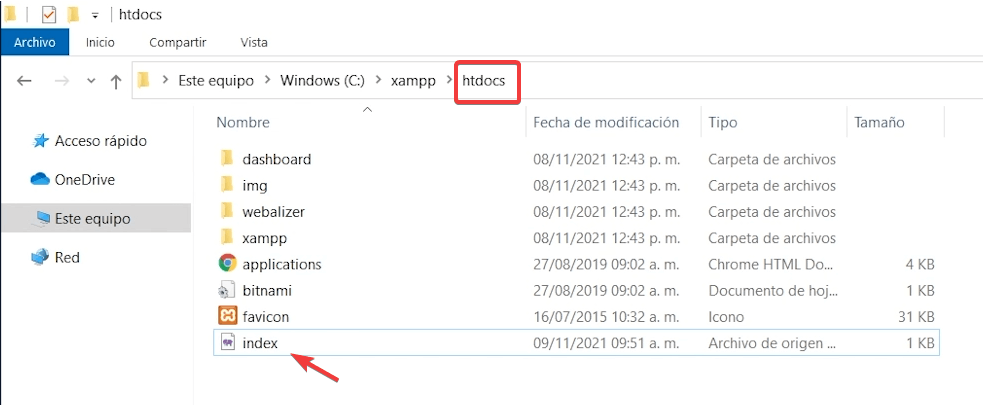 htdocs
Archivo Inicio Compartir Vista
Este equipo Windows (C:) xampp htdocs
Nombre Fecha de modificación Tipo Tamaño
Acceso rápido
OneDrive
Este equipo
Red
dashboard 08/11/2021 12:43 p. m. Carpeta de archivos
img 08/11/2021 12:43 p. m. Carpeta de archivos
webalizer 08/11/2021 12:43 p. m. Carpeta de archivos
xampp 08/11/2021 12:43 p. m. Carpeta de archivos
applications 27/08/2019 09:02 a. m. Chrome HTML Do... 4 KB
bitnami 27/08/2019 09:02 a. m. Documento de hoj... 1 KB
favicon 16/07/2015 10:32 a. m. Icono 31 KB
index 09/11/2021 09:51 a. m. Archivo de origen ... 1 KB